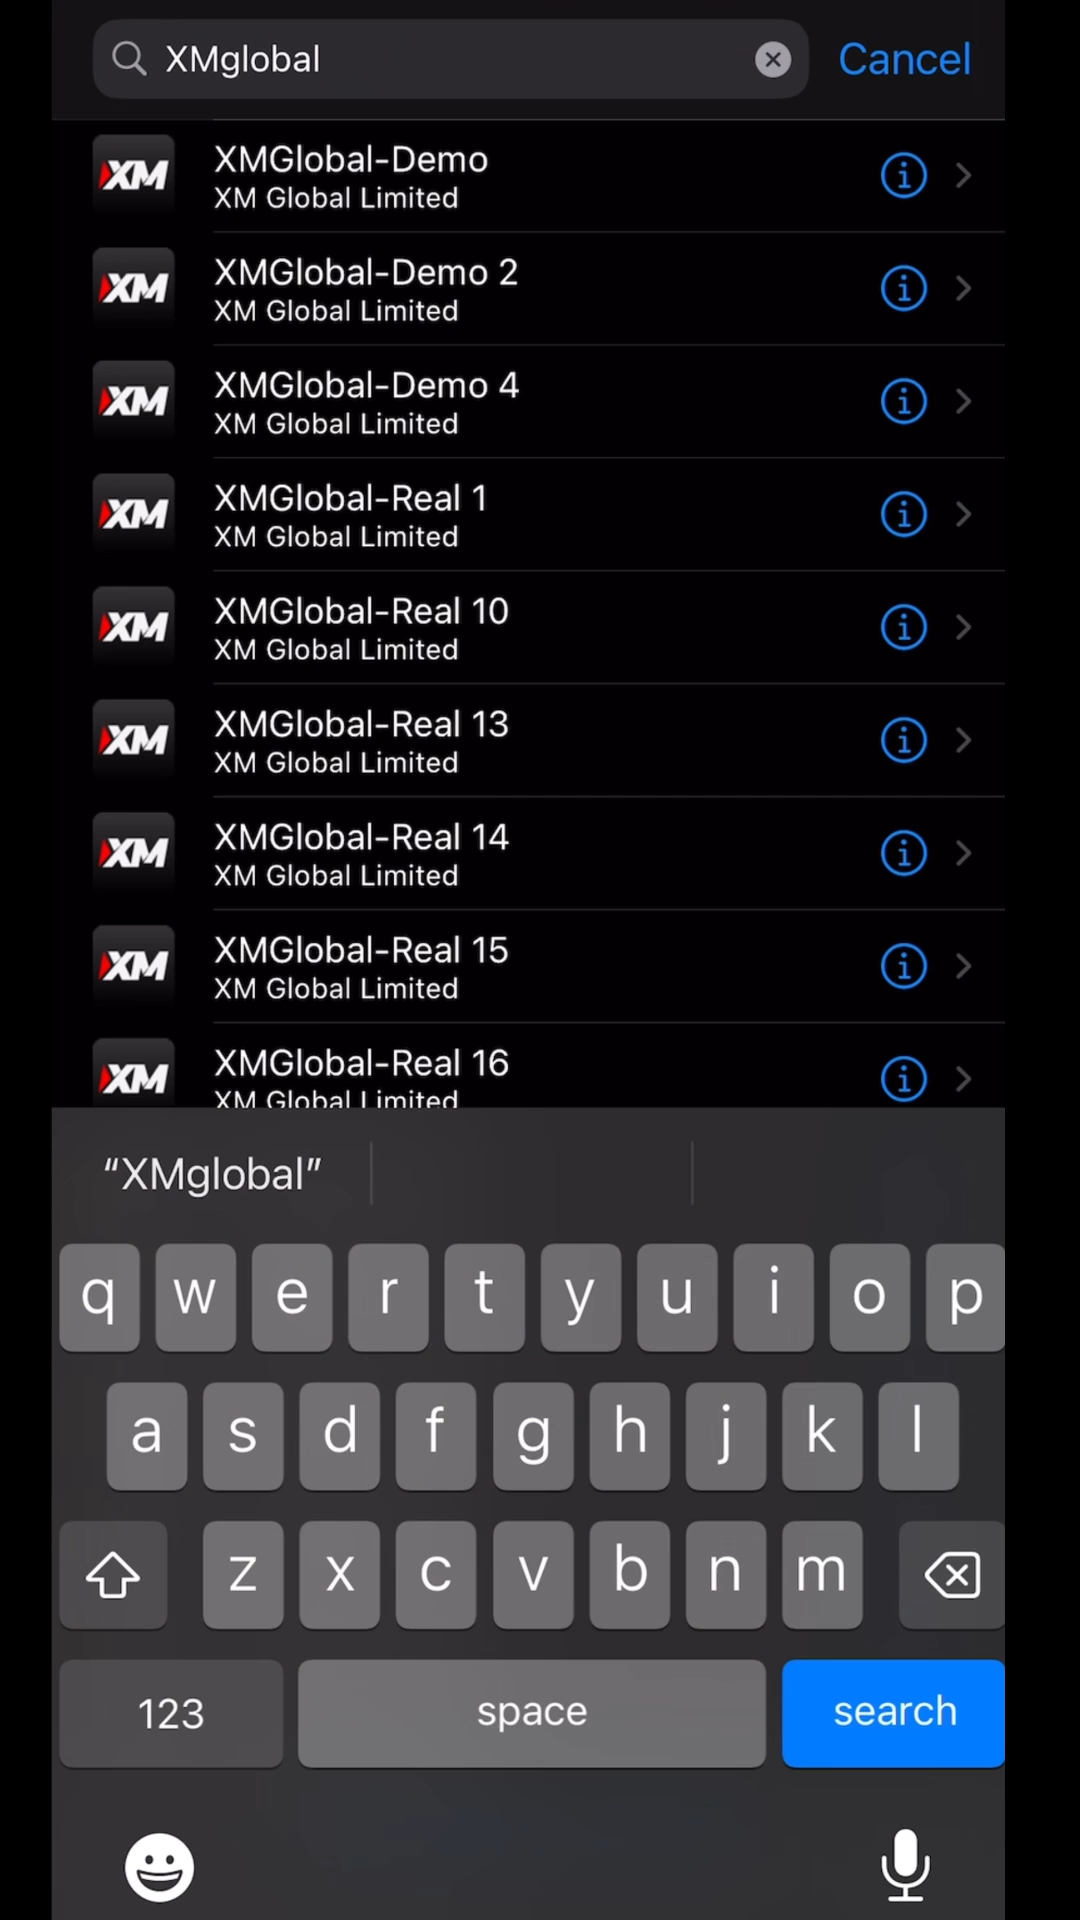 XMglobal
Cancel
XM
XMGlobal-Demo
XM Global Limited
XM
XMGlobal-Demo 2
XM Global Limited
XM
XMGlobal-Demo 4
XM Global Limited
XM
XMGlobal-Real 1
XM Global Limited
XM
XMGlobal-Real 10
XM Global Limited
XM
XMGlobal-Real 13
XM Global Limited
XM
XMGlobal-Real 14
XM Global Limited
XM
XMGlobal-Real 15
XM Global Limited
XM
XMGlobal-Real 16
XM Global Limited
“XMglobal”
q w e r t y u i o p
a s d f g h j k l
z x c v b n m
123 space search